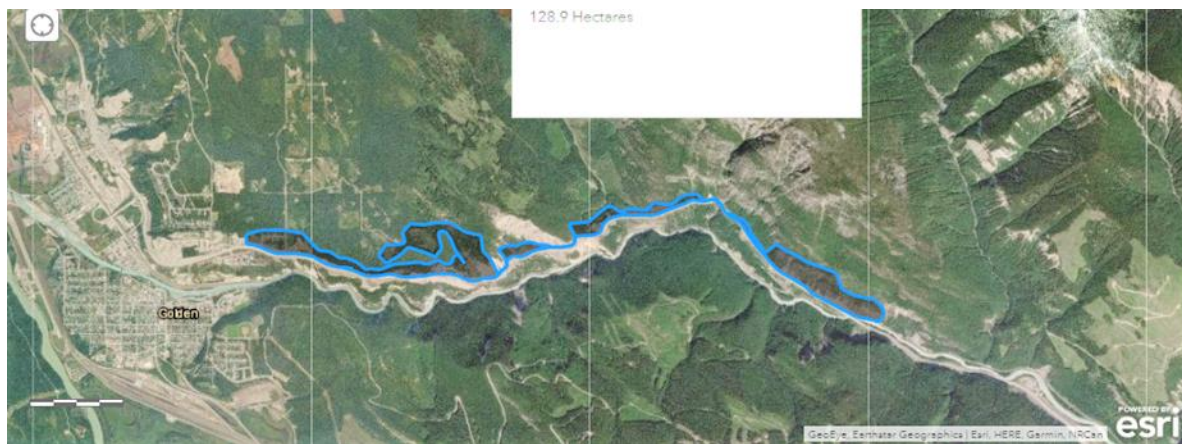 128.9 Hectares
Golden
POWERED BY
esri
GeoEye, Earthstar Geographics | Esri, HERE, Garmin, NRCan